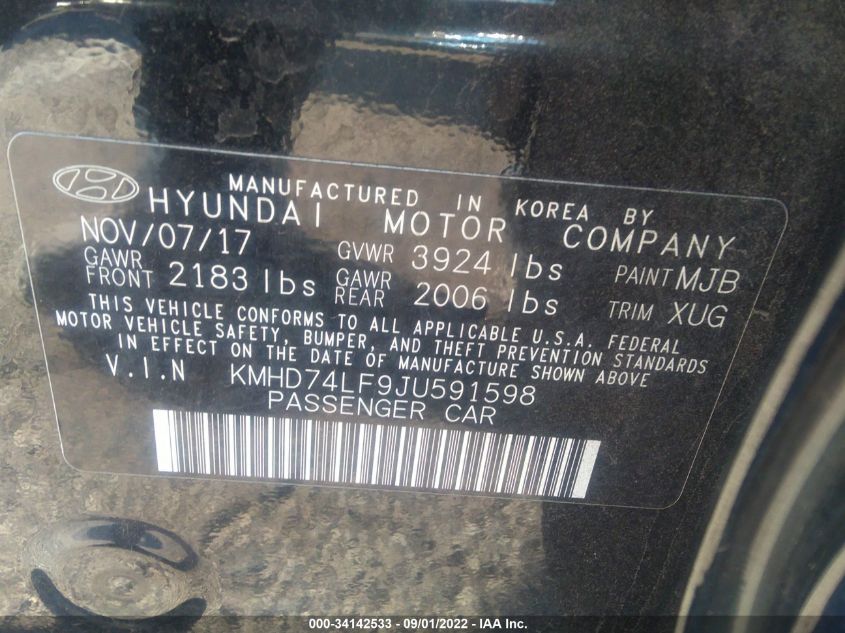 MANUFACTURED IN KOREA BY
HYUNDAI MOTOR COMPANY
NOV/07/17 GVWR 3924 lbs PAINT MJB
GAWR FRONT 2183 lbs GAWR REAR 2006 lbs TRIM XUG
THIS VEHICLE CONFORMS TO ALL APPLICABLE U.S.A. FEDERAL
MOTOR VEHICLE SAFETY, BUMPER, AND THEFT PREVENTION STANDARDS
IN EFFECT ON THE DATE OF MANUFACTURE SHOWN ABOVE
V.I.N KMHD74LF9JU591598
PASSENGER CAR
000-34142533 - 09/01/2022 - IAA Inc.